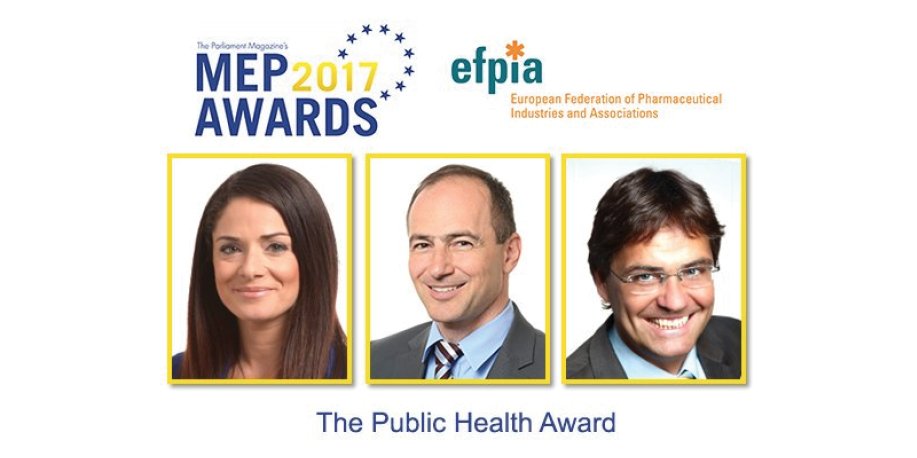 The Parliament Magazine's
MEP 2017
AWARDS
efpia
European Federation of Pharmaceutical
Industries and Associations
The Public Health Award